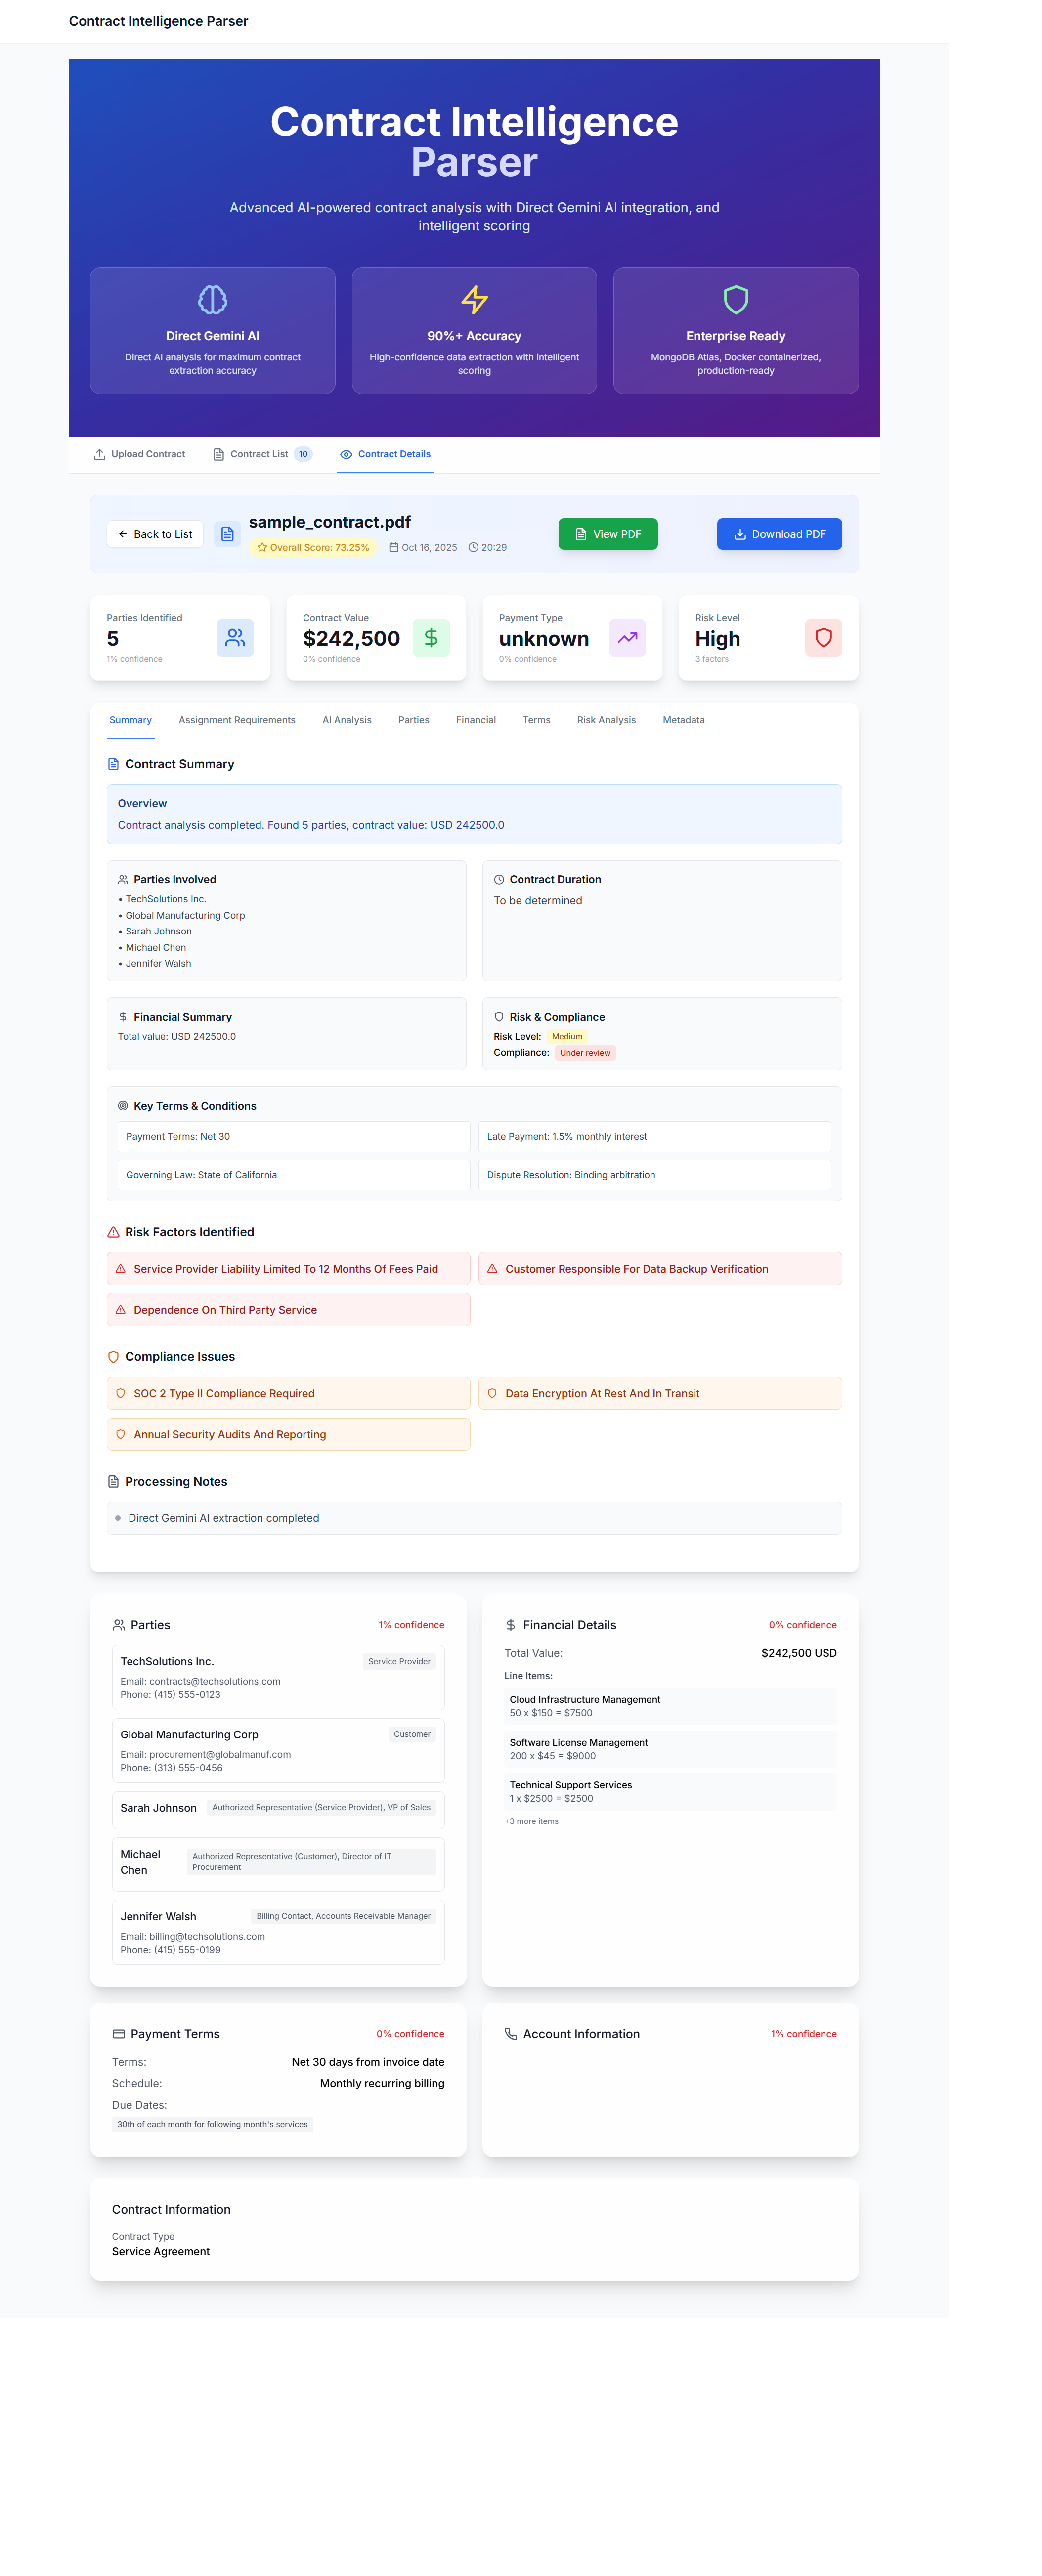 Contract Intelligence Parser
Contract Intelligence
Parser
Advanced AI-powered contract analysis with Direct Gemini AI integration, and
intelligent scoring
Direct Gemini AI
Direct AI analysis for maximum contract
extraction accuracy
90%+ Accuracy
High-confidence data extraction with intelligent
scoring
Enterprise Ready
MongoDB Atlas, Docker containerized,
production-ready
Upload Contract
Contract List 10
Contract Details
Back to List
sample_contract.pdf
Overall Score: 73.25%
Oct 16, 2025
20:29
View PDF
Download PDF
Parties Identified
5
1% confidence
Contract Value
$242,500
0% confidence
Payment Type
unknown
0% confidence
Risk Level
High
3 factors
Summary
Assignment Requirements
AI Analysis
Parties
Financial
Terms
Risk Analysis
Metadata
Contract Summary
Overview
Contract analysis completed. Found 5 parties, contract value: USD 242500.0
Parties Involved
• TechSolutions Inc.
• Global Manufacturing Corp
• Sarah Johnson
• Michael Chen
• Jennifer Walsh
Contract Duration
To be determined
Financial Summary
Total value: USD 242500.0
Risk & Compliance
Risk Level: Medium
Compliance: Under review
Key Terms & Conditions
Payment Terms: Net 30
Late Payment: 1.5% monthly interest
Governing Law: State of California
Dispute Resolution: Binding arbitration
Risk Factors Identified
Service Provider Liability Limited To 12 Months Of Fees Paid
Customer Responsible For Data Backup Verification
Dependence On Third Party Service
Compliance Issues
SOC 2 Type II Compliance Required
Data Encryption At Rest And In Transit
Annual Security Audits And Reporting
Processing Notes
Direct Gemini AI extraction completed
Parties
1% confidence
TechSolutions Inc.
Service Provider
Email: contracts@techsolutions.com
Phone: (415) 555-0123
Global Manufacturing Corp
Customer
Email: procurement@globalmanuf.com
Phone: (313) 555-0456
Sarah Johnson
Authorized Representative (Service Provider), VP of Sales
Michael
Chen
Authorized Representative (Customer), Director of IT
Procurement
Jennifer Walsh
Billing Contact, Accounts Receivable Manager
Email: billing@techsolutions.com
Phone: (415) 555-0199
Financial Details
0% confidence
Total Value:
$242,500 USD
Line Items:
Cloud Infrastructure Management
50 x $150 = $7500
Software License Management
200 x $45 = $9000
Technical Support Services
1 x $2500 = $2500
+3 more items
Payment Terms
0% confidence
Terms:
Net 30 days from invoice date
Schedule:
Monthly recurring billing
Due Dates:
30th of each month for following month's services
Account Information
1% confidence
Contract Information
Contract Type
Service Agreement